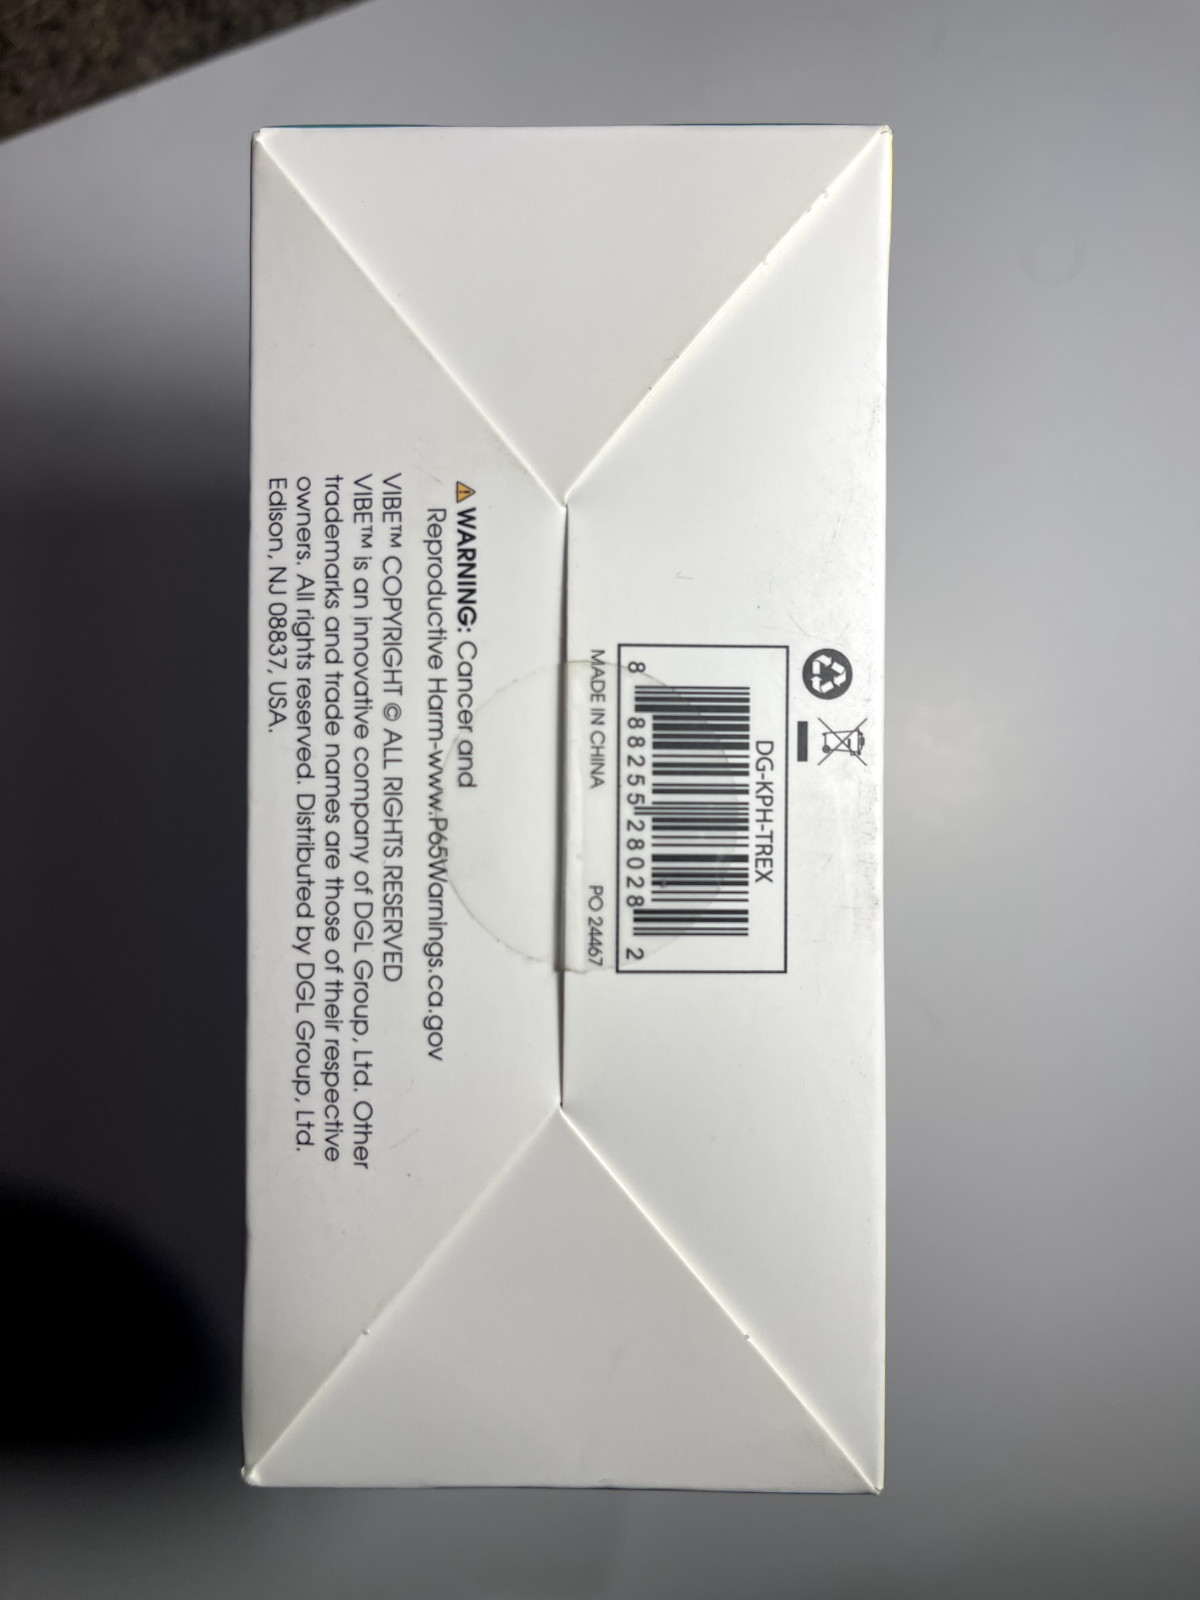 DG-KPH-TREX
8 88255 28028 2
MADE IN CHINA PO 24467
WARNING: Cancer and
Reproductive Harm-www.P65Warnings.ca.gov
VIBE™ COPYRIGHT © ALL RIGHTS RESERVED
VIBE™ is an innovative company of DGL Group, Ltd. Other
trademarks and trade names are those of their respective
owners. All rights reserved. Distributed by DGL Group, Ltd.
Edison, NJ 08837, USA.